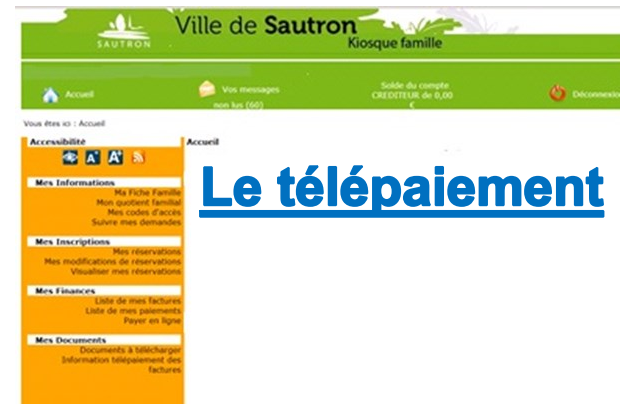 SAUTRON
Ville de Sautron
Kiosque famille
Accueil
Vos messages
non lus (60)
Solde du compte
CREDITEUR de 0,00
€
Déconnexio
Vous êtes ici : Accueil
Accessibilité
A A
Mes Informations
Ma Fiche Famille
Mon quotient familial
Mes codes d'accès
Suivre mes demandes
Mes Inscriptions
Mes réservations
Mes modifications de réservations
Visualiser mes réservations
Mes Finances
Liste de mes factures
Liste de mes paiements
Payer en ligne
Mes Documents
Documents à télécharger
Information télépaiement des
factures
Accueil
Le télépaiement